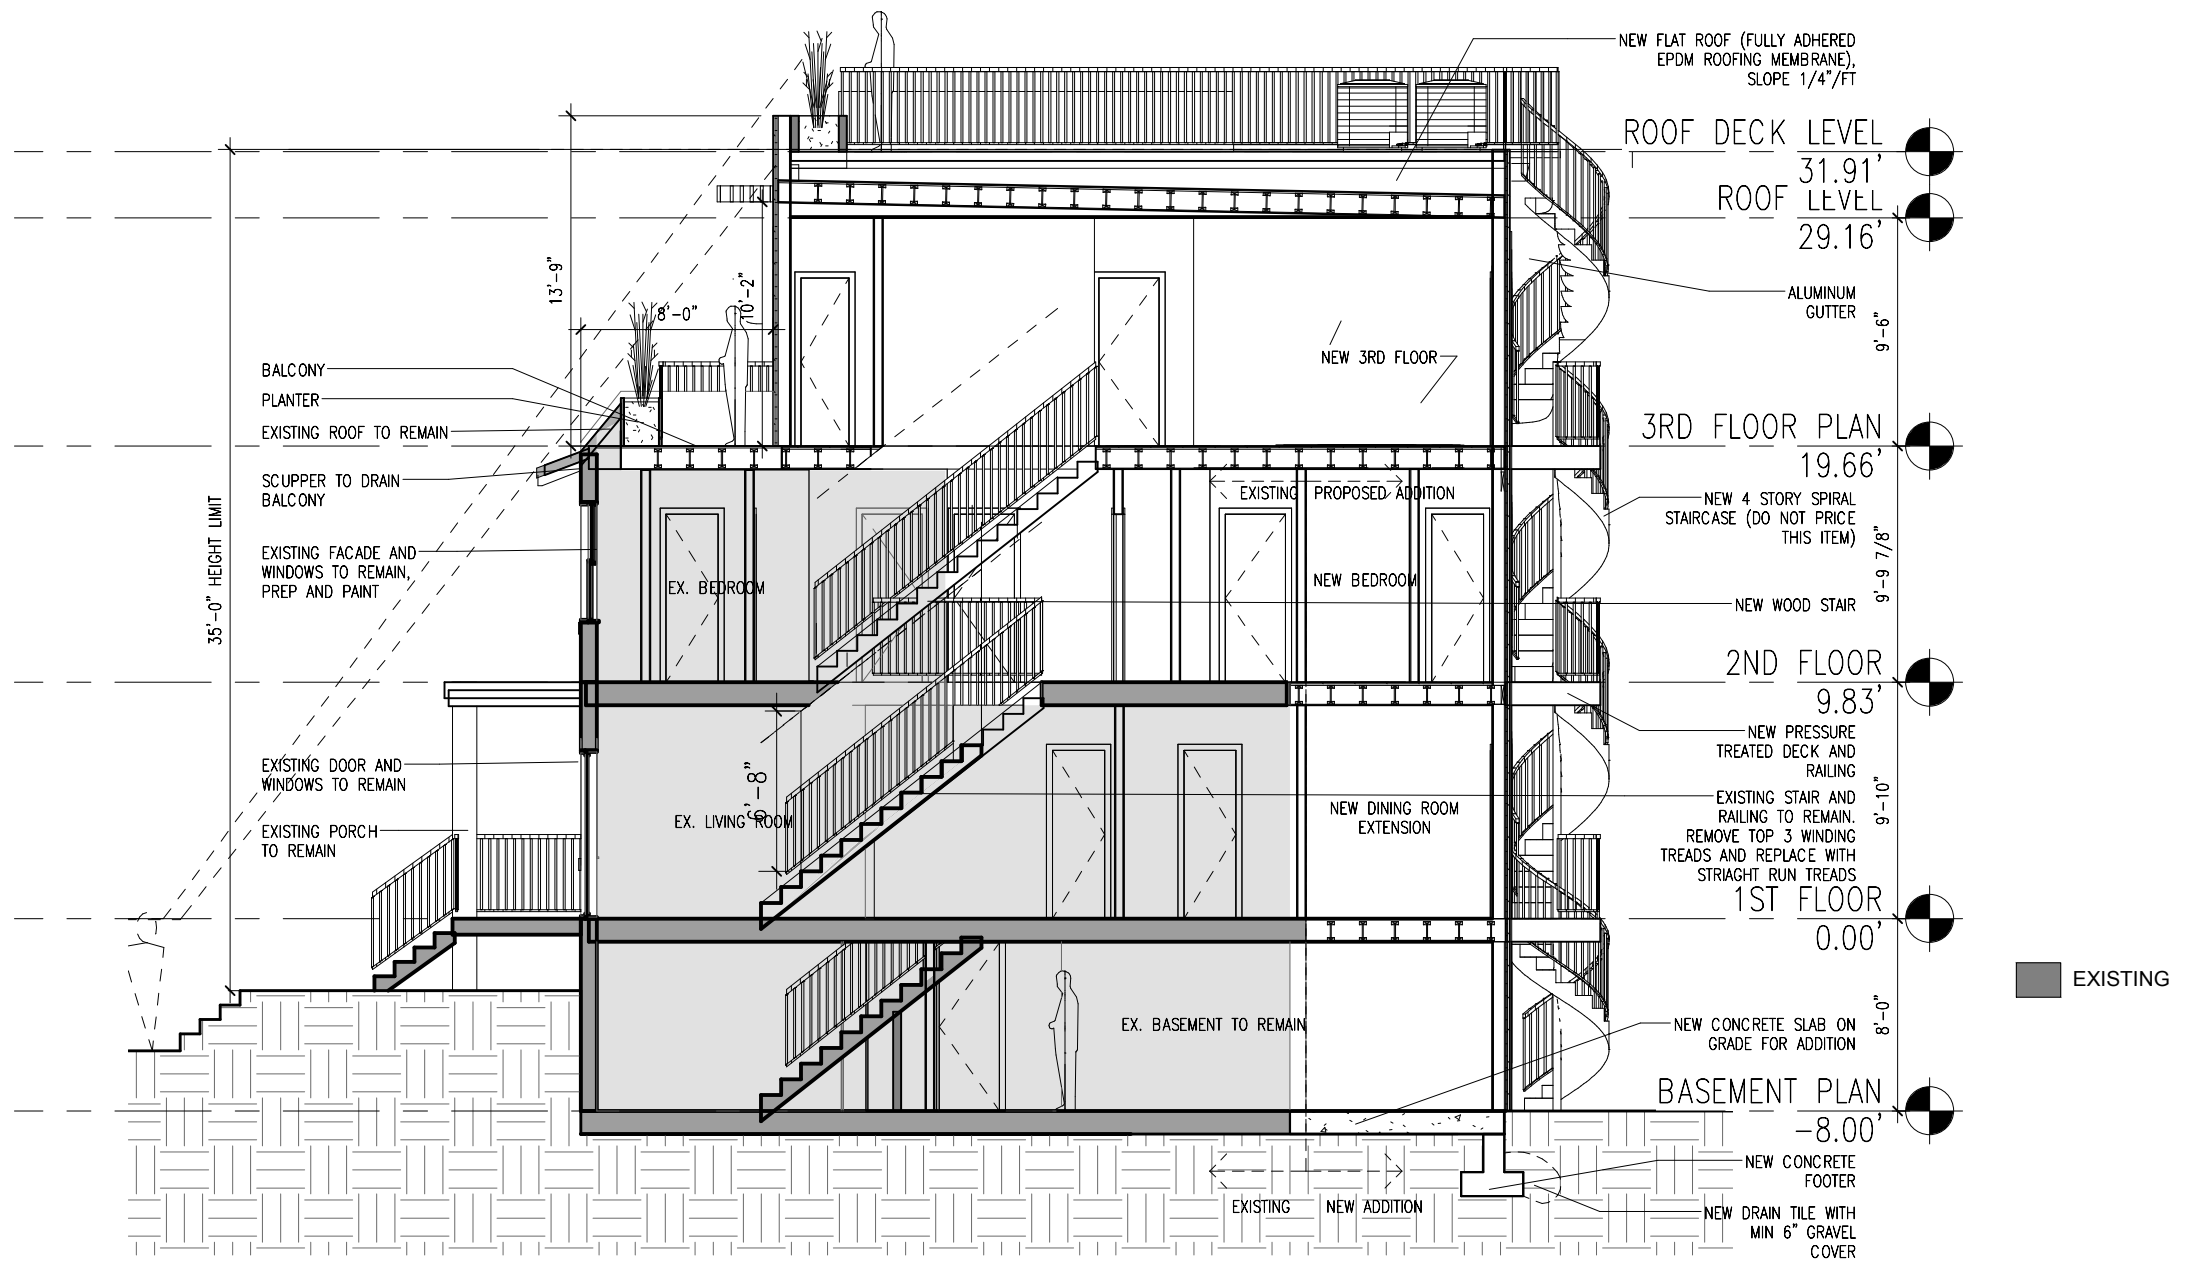 NEW FLAT ROOF (FULLY ADHERED
EPDM ROOFING MEMBRANE),
SLOPE 1/4"/FT
ROOF DECK LEVEL
31.91'
ROOF LEVEL
29.16'
13'-9"
8'-0"
10'-2"
ALUMINUM
GUTTER
9'-6"
NEW 3RD FLOOR
BALCONY
PLANTER
EXISTING ROOF TO REMAIN
3RD FLOOR PLAN
19.66'
SCUPPER TO DRAIN
BALCONY
EXISTING PROPOSED ADDITION
NEW 4 STORY SPIRAL
STAIRCASE (DO NOT PRICE
THIS ITEM)
35'-0" HEIGHT LIMIT
EXISTING FACADE AND
WINDOWS TO REMAIN,
PREP AND PAINT
EX. BEDROOM
NEW BEDROOM
9'-9 7/8"
NEW WOOD STAIR
2ND FLOOR
9.83'
NEW PRESSURE
TREATED DECK AND
RAILING
EXISTING DOOR AND
WINDOWS TO REMAIN
6'-8"
EX. LIVING ROOM
NEW DINING ROOM
EXTENSION
EXISTING STAIR AND
RAILING TO REMAIN.
REMOVE TOP 3 WINDING
TREADS AND REPLACE WITH
STRIAGHT RUN TREADS
9'-10"
EXISTING PORCH
TO REMAIN
1ST FLOOR
0.00'
EXISTING
EX. BASEMENT TO REMAIN
NEW CONCRETE SLAB ON
GRADE FOR ADDITION
8'-0"
BASEMENT PLAN
-8.00'
NEW CONCRETE
FOOTER
EXISTING NEW ADDITION
NEW DRAIN TILE WITH
MIN 6" GRAVEL
COVER